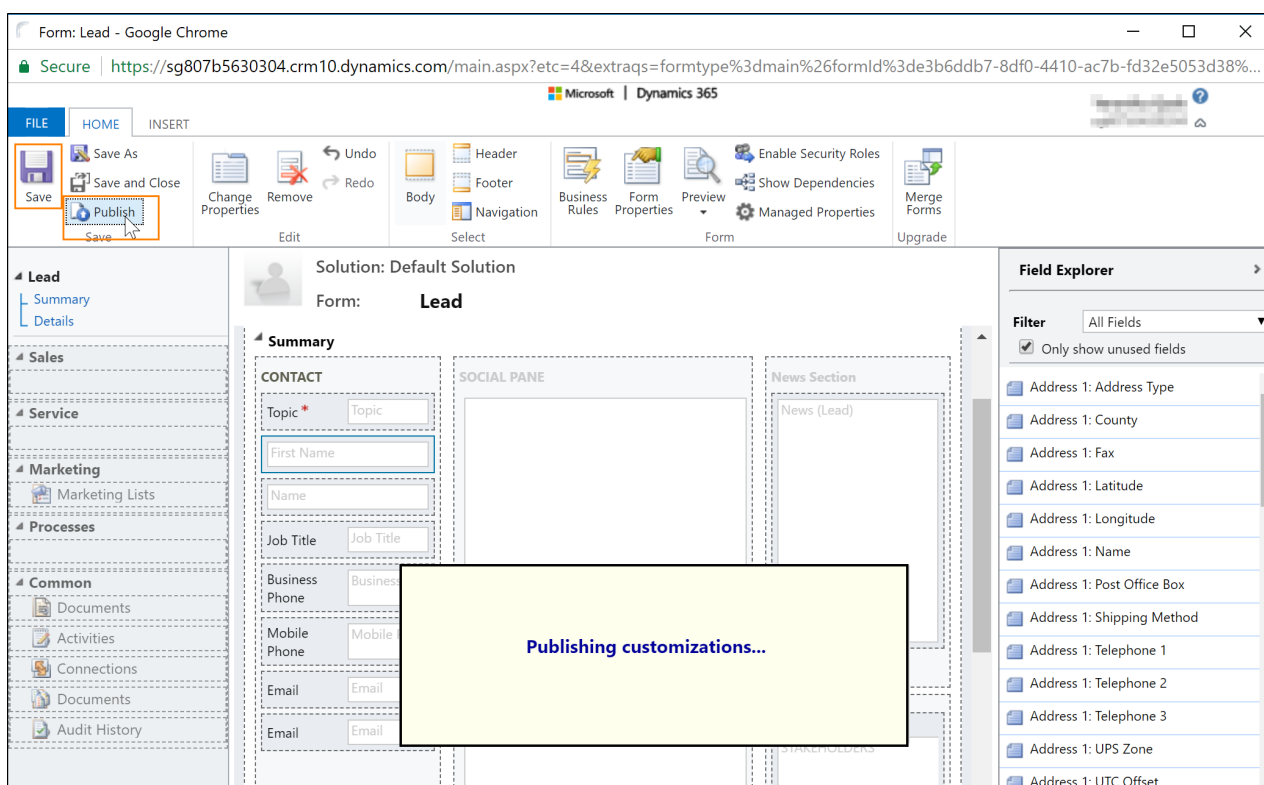 Form: Lead - Google Chrome
Secure | https://sg807b5630304.crm10.dynamics.com/main.aspx?etc=4&extraqs=formtype%3dmain%26formId%3de3b6ddb7-8df0-4410-ac7b-fd32e5053d38%...
Microsoft | Dynamics 365
FILE HOME INSERT
Save
Save As
Save and Close
Publish
Save
Change Properties
Remove
Undo
Redo
Edit
Body
Header
Footer
Navigation
Select
Business Rules
Form Properties
Preview
Enable Security Roles
Show Dependencies
Managed Properties
Form
Merge Forms
Upgrade
Lead
Summary
Details
Sales
Service
Marketing
Marketing Lists
Processes
Common
Documents
Activities
Connections
Documents
Audit History
Solution: Default Solution
Form: Lead
Summary
CONTACT
Topic * Topic
First Name
Name
Job Title Job Title
Business Phone Business
Mobile Phone Mobile
Email Email
Email Email
SOCIAL PANE
News Section
News (Lead)
STAKEHOLDERS
Publishing customizations...
Field Explorer
Filter All Fields
Only show unused fields
Address 1: Address Type
Address 1: County
Address 1: Fax
Address 1: Latitude
Address 1: Longitude
Address 1: Name
Address 1: Post Office Box
Address 1: Shipping Method
Address 1: Telephone 1
Address 1: Telephone 2
Address 1: Telephone 3
Address 1: UPS Zone
Address 1: UTC Offset